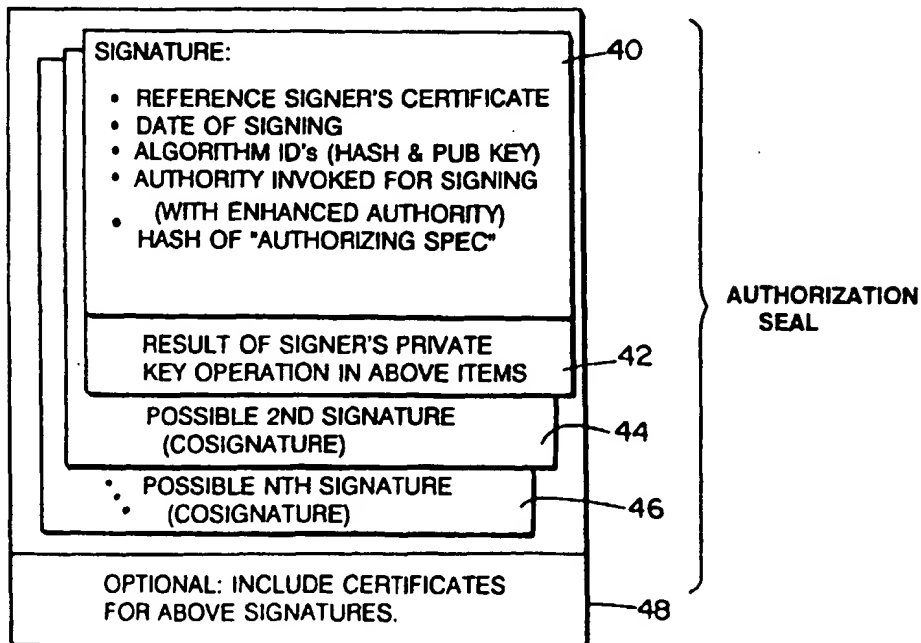 SIGNATURE:
40
• REFERENCE SIGNER'S CERTIFICATE
• DATE OF SIGNING
• ALGORITHM ID's (HASH & PUB KEY)
• AUTHORITY INVOKED FOR SIGNING
(WITH ENHANCED AUTHORITY)
• HASH OF "AUTHORIZING SPEC"
AUTHORIZATION
SEAL
RESULT OF SIGNER'S PRIVATE
KEY OPERATION IN ABOVE ITEMS
42
POSSIBLE 2ND SIGNATURE
(COSIGNATURE)
44
POSSIBLE NTH SIGNATURE
(COSIGNATURE)
46
OPTIONAL: INCLUDE CERTIFICATES
FOR ABOVE SIGNATURES.
48